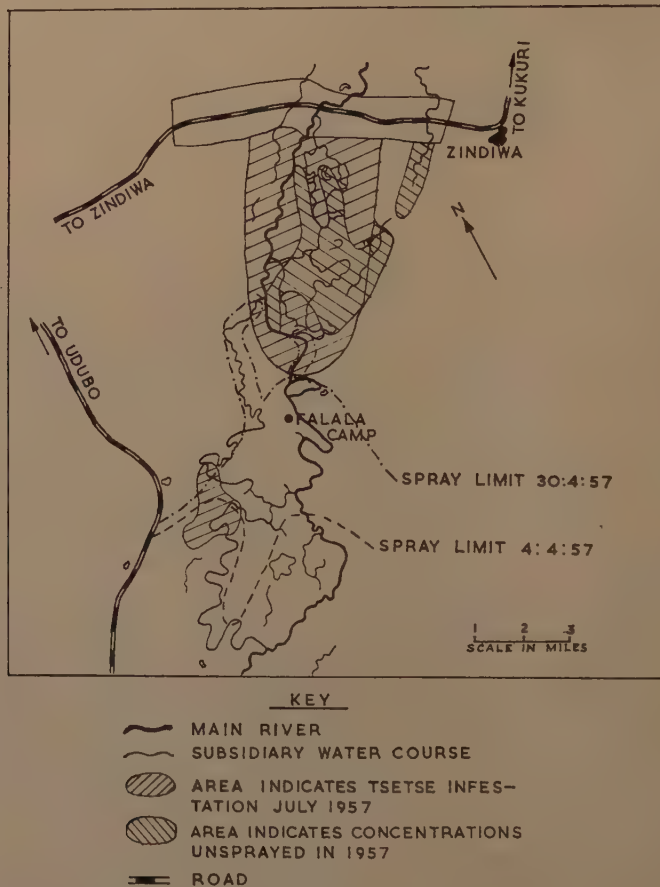 TO KUKURI
ZINDIWA
TO ZINDIWA
N
TO UDUBO
FALALA
CAMP
SPRAY LIMIT 30:4:57
SPRAY LIMIT 4:4:57
1 2 3
SCALE IN MILES
KEY
MAIN RIVER
SUBSIDIARY WATER COURSE
AREA INDICATES TSETSE INFES-
TATION JULY 1957
AREA INDICATES CONCENTRATIONS
UNSPRAYED IN 1957
ROAD